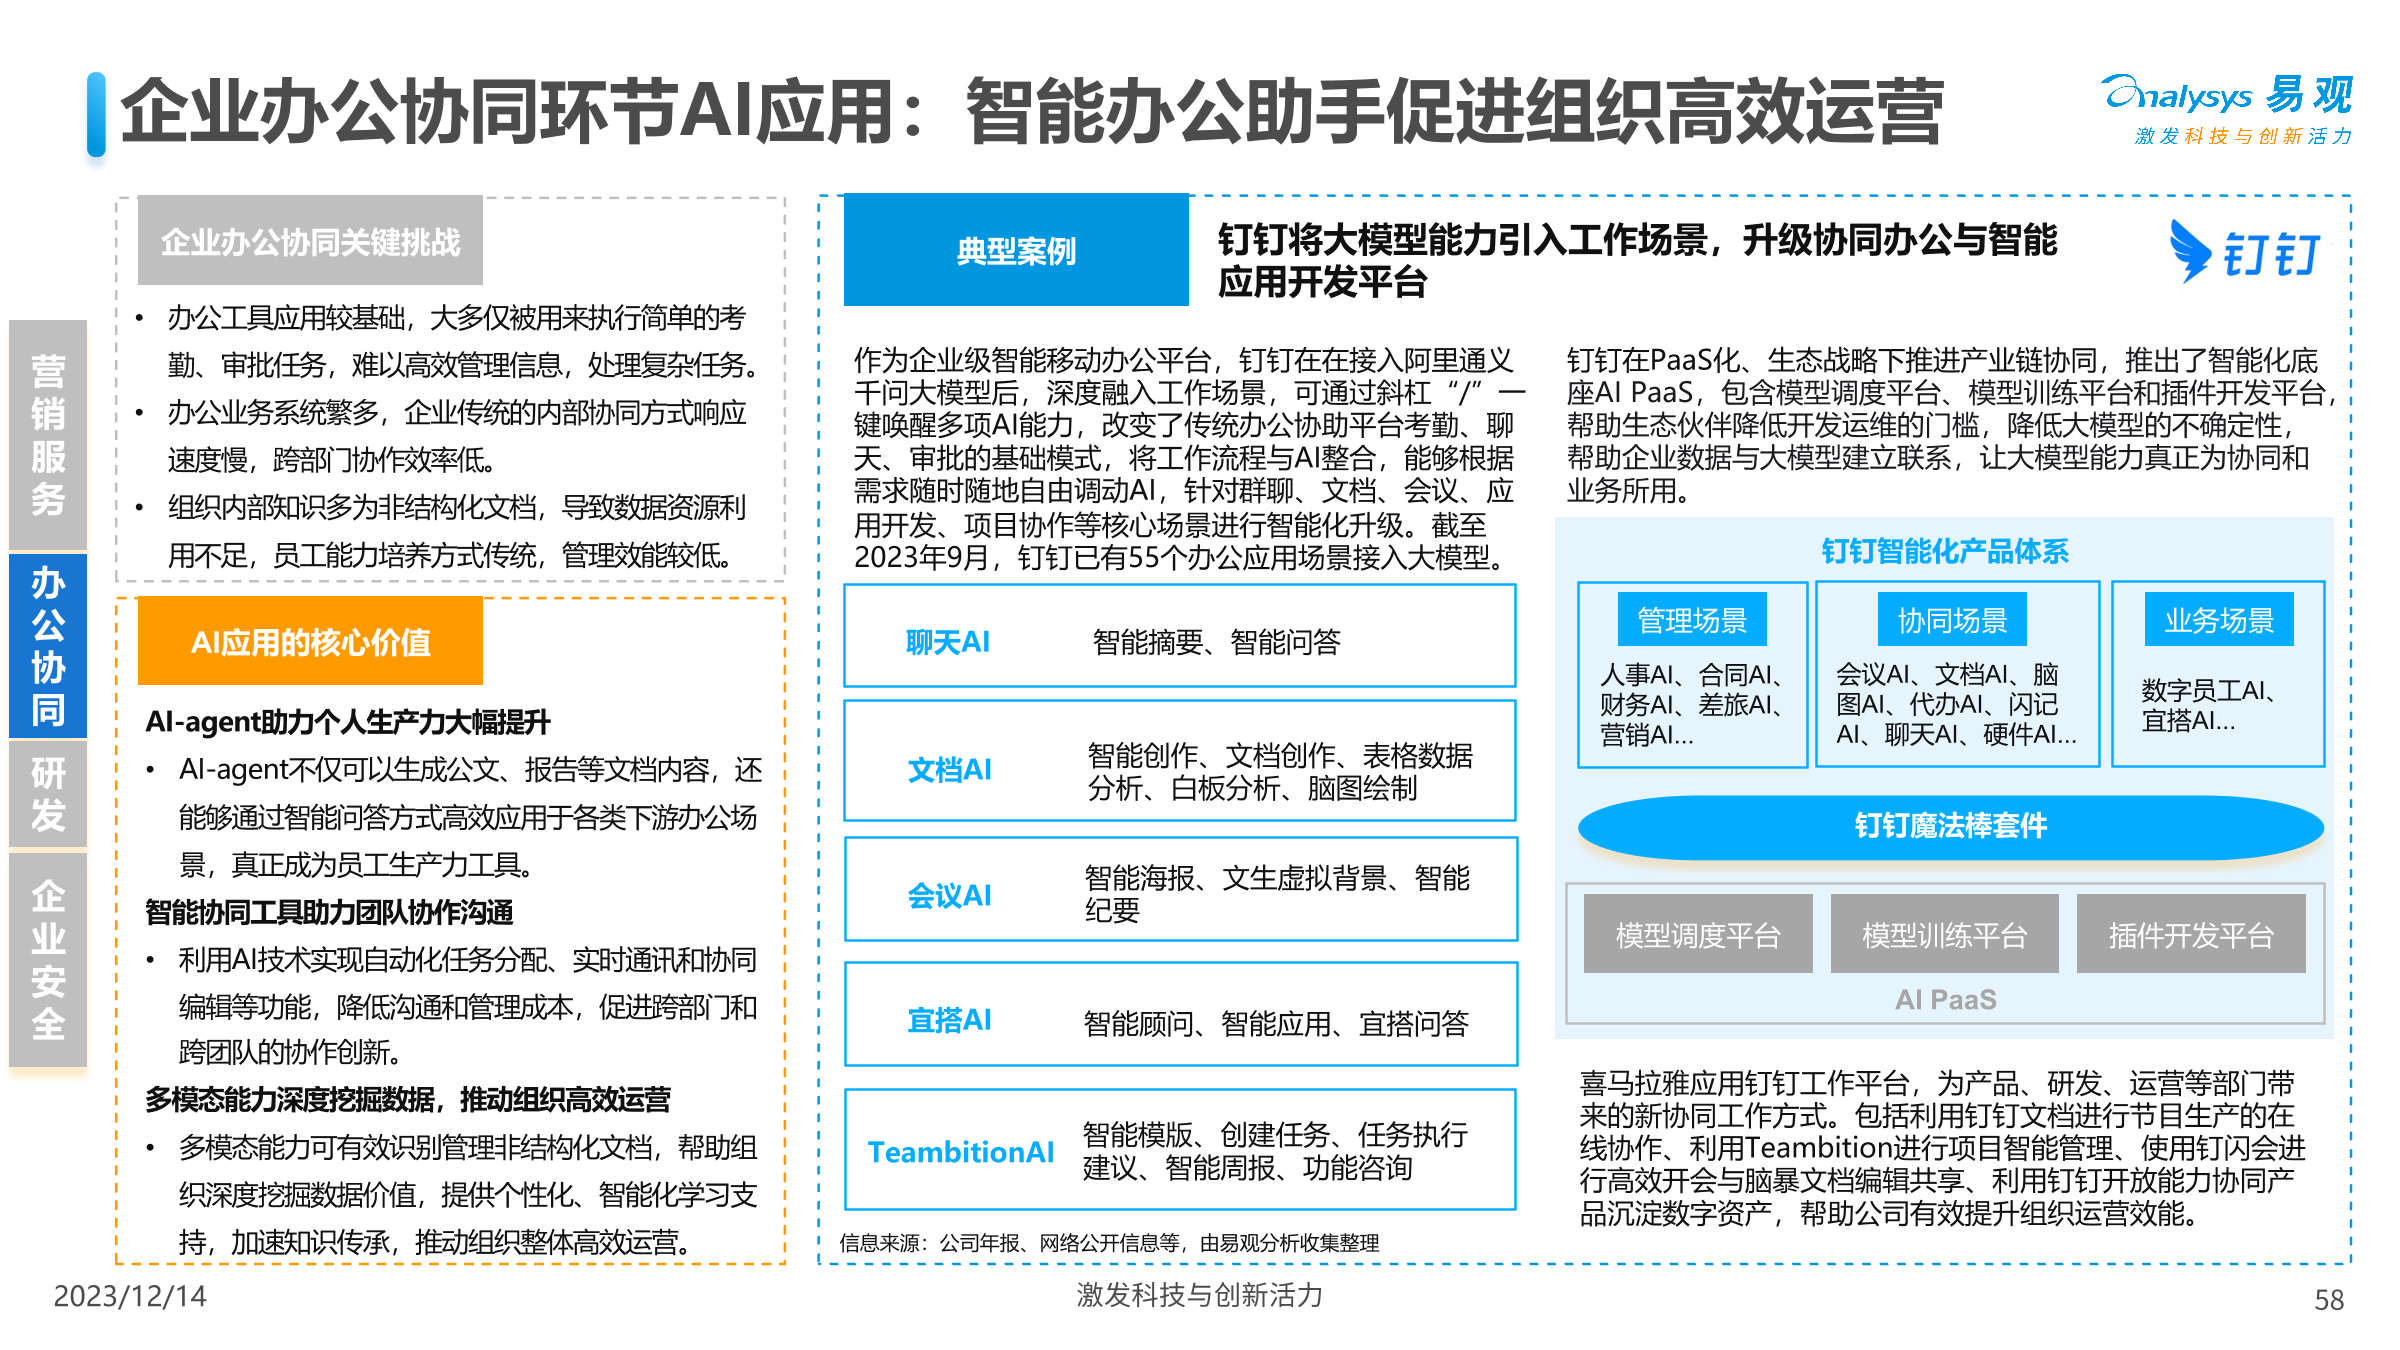 企业办公协同环节AI应用：智能办公助手促进组织高效运营
analysys 易观
激发科技与创新活力
营销服务
办公协同
研发
企业安全
企业办公协同关键挑战
• 办公工具应用较基础，大多仅被用来执行简单的考
勤、审批任务，难以高效管理信息，处理复杂任务。
• 办公业务系统繁多，企业传统的内部协同方式响应
速度慢，跨部门协作效率低。
• 组织内部知识多为非结构化文档，导致数据资源利
用不足，员工能力培养方式传统，管理效能较低。
AI应用的核心价值
AI-agent助力个人生产力大幅提升
• AI-agent不仅可以生成公文、报告等文档内容，还
能够通过智能问答方式高效应用于各类下游办公场
景，真正成为员工生产力工具。
智能协同工具助力团队协作沟通
• 利用AI技术实现自动化任务分配、实时通讯和协同
编辑等功能，降低沟通和管理成本，促进跨部门和
跨团队的协作创新。
多模态能力深度挖掘数据，推动组织高效运营
• 多模态能力可有效识别管理非结构化文档，帮助组
织深度挖掘数据价值，提供个性化、智能化学习支
持，加速知识传承，推动组织整体高效运营。
典型案例
钉钉将大模型能力引入工作场景，升级协同办公与智能
应用开发平台
钉钉
作为企业级智能移动办公平台，钉钉在在接入阿里通义
千问大模型后，深度融入工作场景，可通过斜杠“/”一
键唤醒多项AI能力，改变了传统办公协助平台考勤、聊
天、审批的基础模式，将工作流程与AI整合，能够根据
需求随时随地自由调动AI，针对群聊、文档、会议、应
用开发、项目协作等核心场景进行智能化升级。截至
2023年9月，钉钉已有55个办公应用场景接入大模型。
聊天AI
智能摘要、智能问答
文档AI
智能创作、文档创作、表格数据
分析、白板分析、脑图绘制
会议AI
智能海报、文生虚拟背景、智能
纪要
宜搭AI
智能顾问、智能应用、宜搭问答
TeambitionAI
智能模版、创建任务、任务执行
建议、智能周报、功能咨询
信息来源：公司年报、网络公开信息等，由易观分析收集整理
钉钉在PaaS化、生态战略下推进产业链协同，推出了智能化底
座AI PaaS，包含模型调度平台、模型训练平台和插件开发平台，
帮助生态伙伴降低开发运维的门槛，降低大模型的不确定性，
帮助企业数据与大模型建立联系，让大模型能力真正为协同和
业务所用。
钉钉智能化产品体系
管理场景
人事AI、合同AI、
财务AI、差旅AI、
营销AI...
协同场景
会议AI、文档AI、脑
图AI、代办AI、闪记
AI、聊天AI、硬件AI...
业务场景
数字员工AI、
宜搭AI...
钉钉魔法棒套件
模型调度平台
模型训练平台
插件开发平台
AI PaaS
喜马拉雅应用钉钉工作平台，为产品、研发、运营等部门带
来的新协同工作方式。包括利用钉钉文档进行节目生产的在
线协作、利用Teambition进行项目智能管理、使用钉闪会进
行高效开会与脑暴文档编辑共享、利用钉钉开放能力协同产
品沉淀数字资产，帮助公司有效提升组织运营效能。
2023/12/14
激发科技与创新活力
58